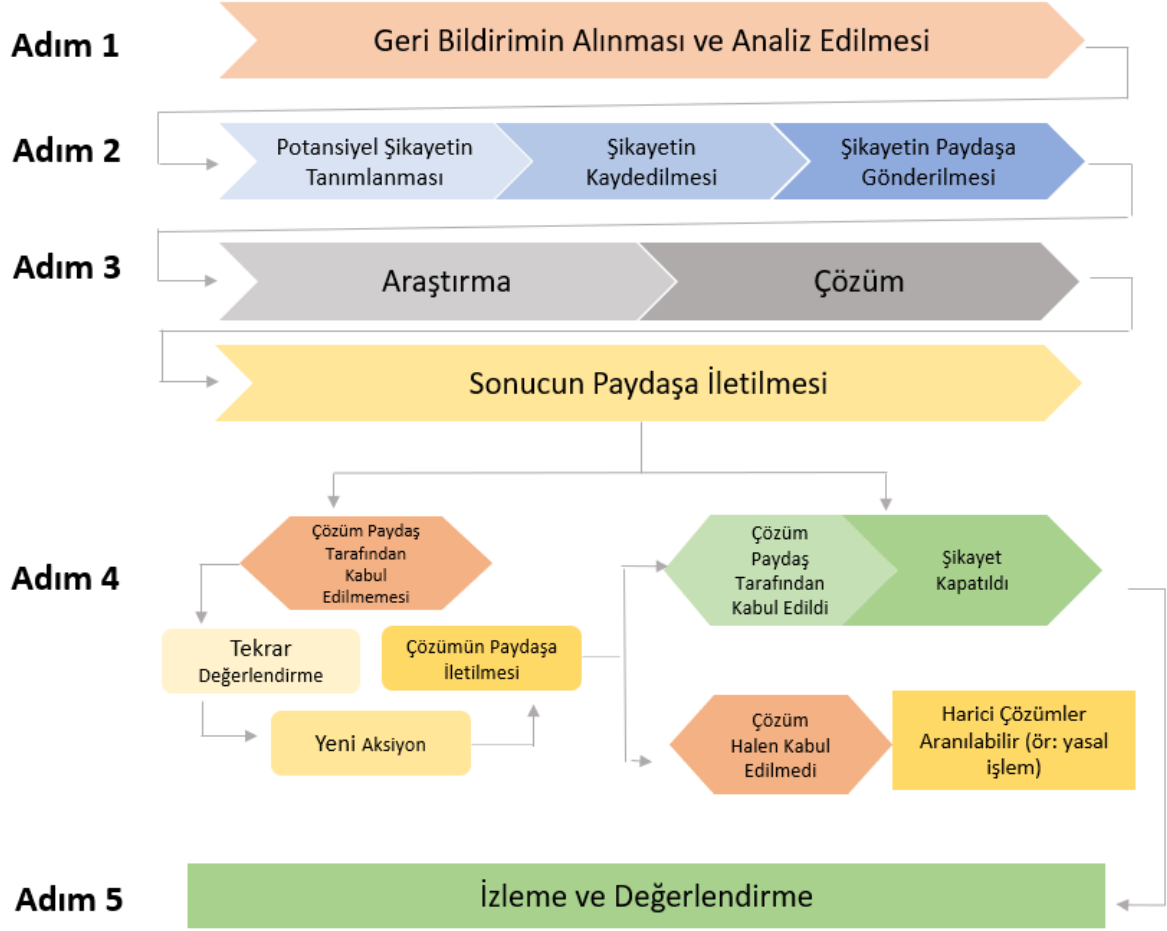 Adım 1
Geri Bildirimin Alınması ve Analiz Edilmesi
Adım 2
Potansiyel Şikayetin
Tanımlanması
Şikayetin
Kaydedilmesi
Şikayetin Paydaşa
Gönderilmesi
Adım 3
Araştırma
Çözüm
Sonucun Paydaşa İletilmesi
Adım 4
Çözüm Paydaş
Tarafından
Kabul
Edilmemesi
Tekrar
Değerlendirme
Yeni Aksiyon
Çözümün Paydaşa
İletilmesi
Çözüm
Paydaş
Tarafından
Kabul Edildi
Şikayet
Kapatıldı
Çözüm
Halen Kabul
Edilmedi
Harici Çözümler
Aranılabilir (ör: yasal
işlem)
Adım 5
İzleme ve Değerlendirme